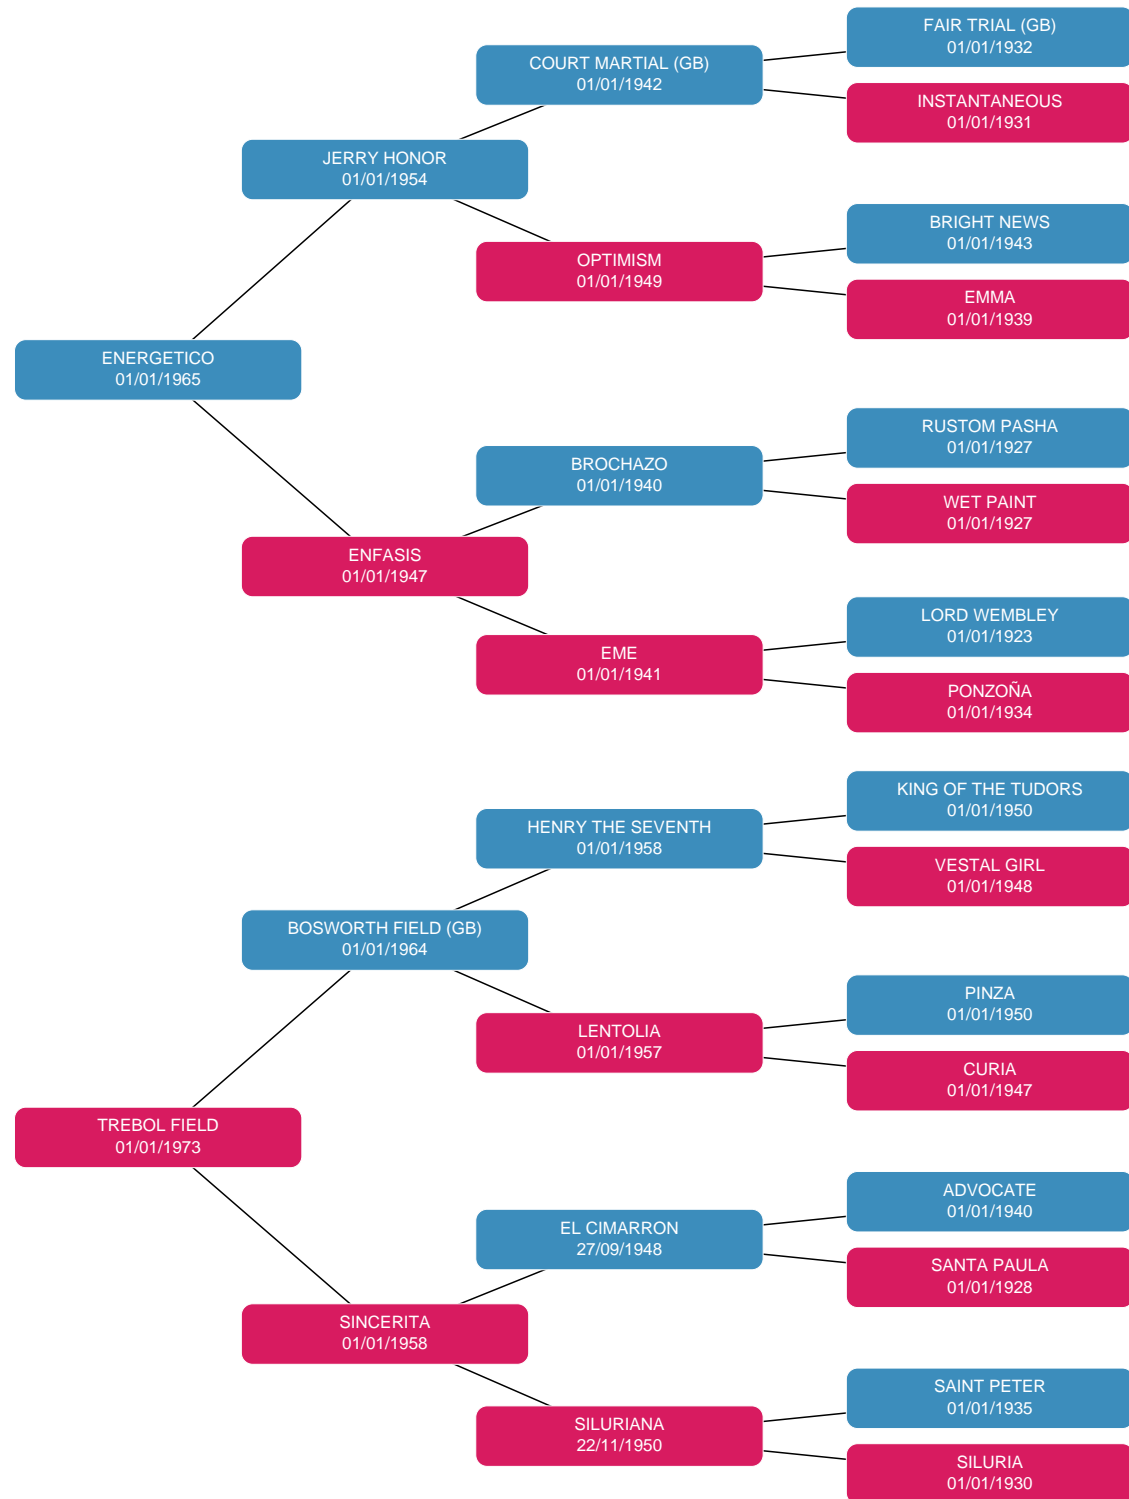 FAIR TRIAL (GB)
01/01/1932
COURT MARTIAL (GB)
01/01/1942
INSTANTANEOUS
01/01/1931
JERRY HONOR
01/01/1954
BRIGHT NEWS
01/01/1943
OPTIMISM
01/01/1949
EMMA
01/01/1939
ENERGETICO
01/01/1965
RUSTOM PASHA
01/01/1927
BROCHAZO
01/01/1940
WET PAINT
01/01/1927
ENFASIS
01/01/1947
LORD WEMBLEY
01/01/1923
EME
01/01/1941
PONZOÑA
01/01/1934
KING OF THE TUDORS
01/01/1950
HENRY THE SEVENTH
01/01/1958
VESTAL GIRL
01/01/1948
BOSWORTH FIELD (GB)
01/01/1964
PINZA
01/01/1950
LENTOLIA
01/01/1957
CURIA
01/01/1947
TREBOL FIELD
01/01/1973
ADVOCATE
01/01/1940
EL CIMARRON
27/09/1948
SANTA PAULA
01/01/1928
SINCERITA
01/01/1958
SAINT PETER
01/01/1935
SILURIANA
22/11/1950
SILURIA
01/01/1930